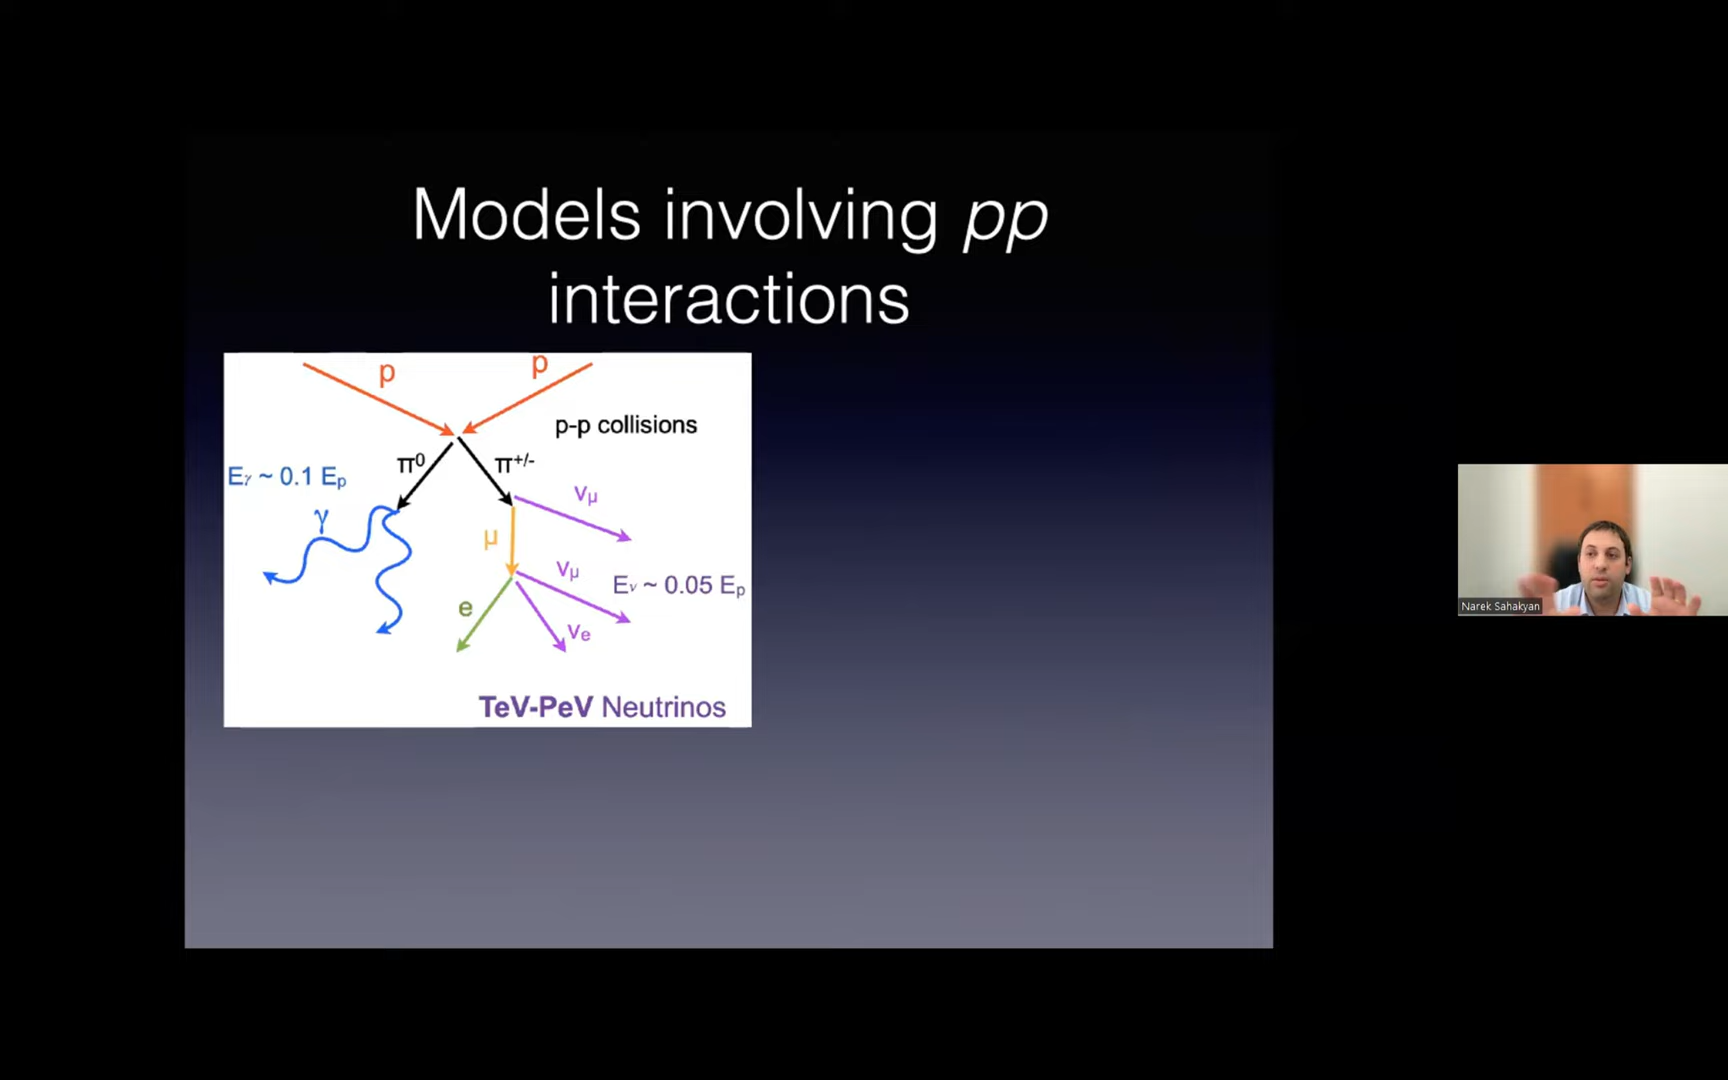 Models involving pp
interactions
p
p
p-p collisions
π⁰
π⁺/⁻
Eᵧ ~ 0.1 Eₚ
γ
νμ
μ
νμ
Eν ~ 0.05 Eₚ
e
νe
TeV-PeV Neutrinos
Narek Sahakyan